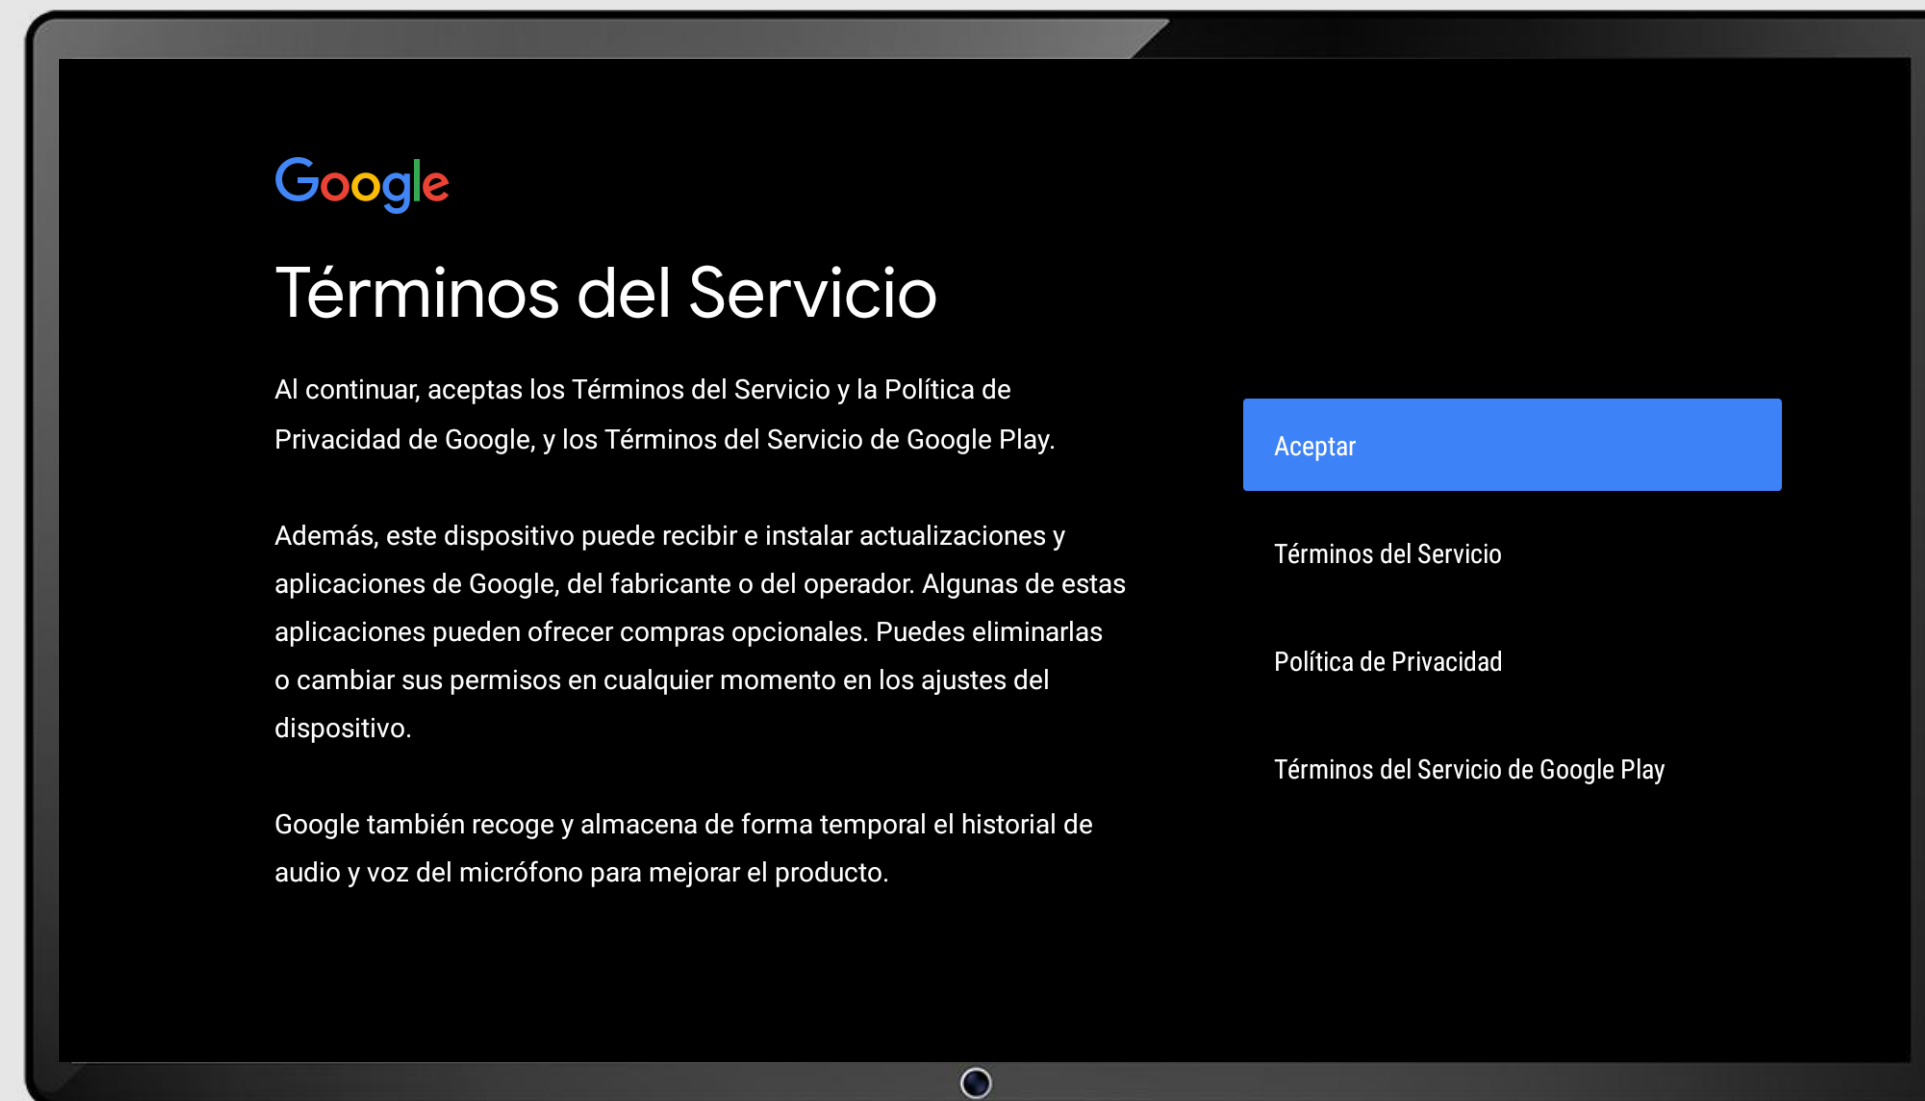 Google
Términos del Servicio
Al continuar, aceptas los Términos del Servicio y la Política de
Privacidad de Google, y los Términos del Servicio de Google Play.
Además, este dispositivo puede recibir e instalar actualizaciones y
aplicaciones de Google, del fabricante o del operador. Algunas de estas
aplicaciones pueden ofrecer compras opcionales. Puedes eliminarlas
o cambiar sus permisos en cualquier momento en los ajustes del
dispositivo.
Google también recoge y almacena de forma temporal el historial de
audio y voz del micrófono para mejorar el producto.
Aceptar
Términos del Servicio
Política de Privacidad
Términos del Servicio de Google Play